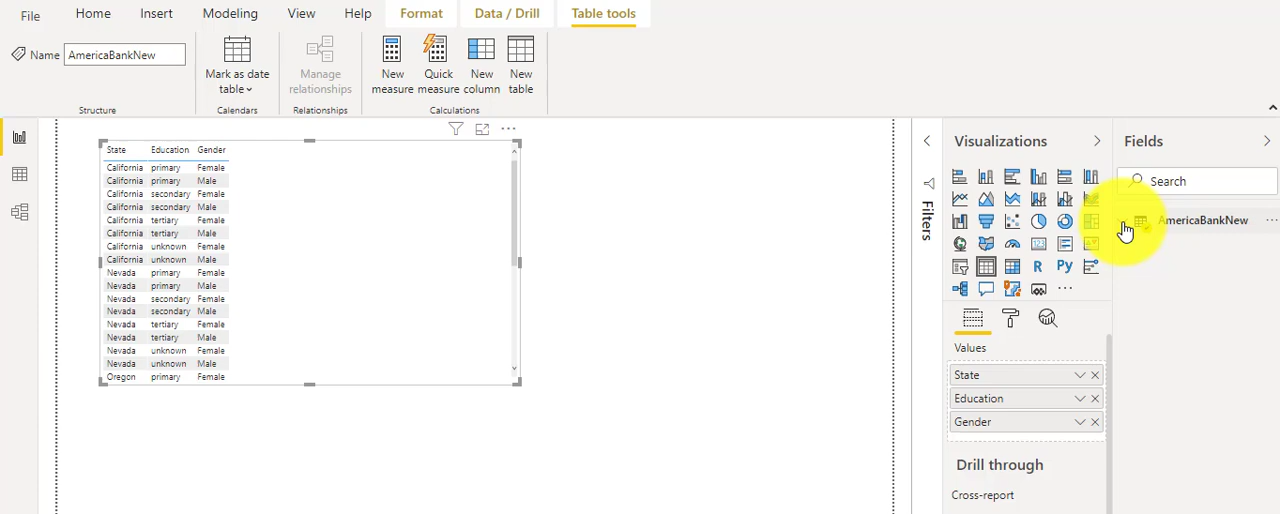 File Home Insert Modeling View Help Format Data / Drill Table tools
Name AmericaBankNew
Mark as date table
Manage relationships
New measure
Quick measure
New column
New table
Structure Calendars Relationships Calculations
State Education Gender
California primary Female
California primary Male
California secondary Female
California secondary Male
California tertiary Female
California tertiary Male
California unknown Female
California unknown Male
Nevada primary Female
Nevada primary Male
Nevada secondary Female
Nevada secondary Male
Nevada tertiary Female
Nevada tertiary Male
Nevada unknown Female
Nevada unknown Male
Oregon primary Female
Filters
Visualizations
R Py
123
Values
State
Education
Gender
Drill through
Cross-report
Fields
Search
AmericaBankNew